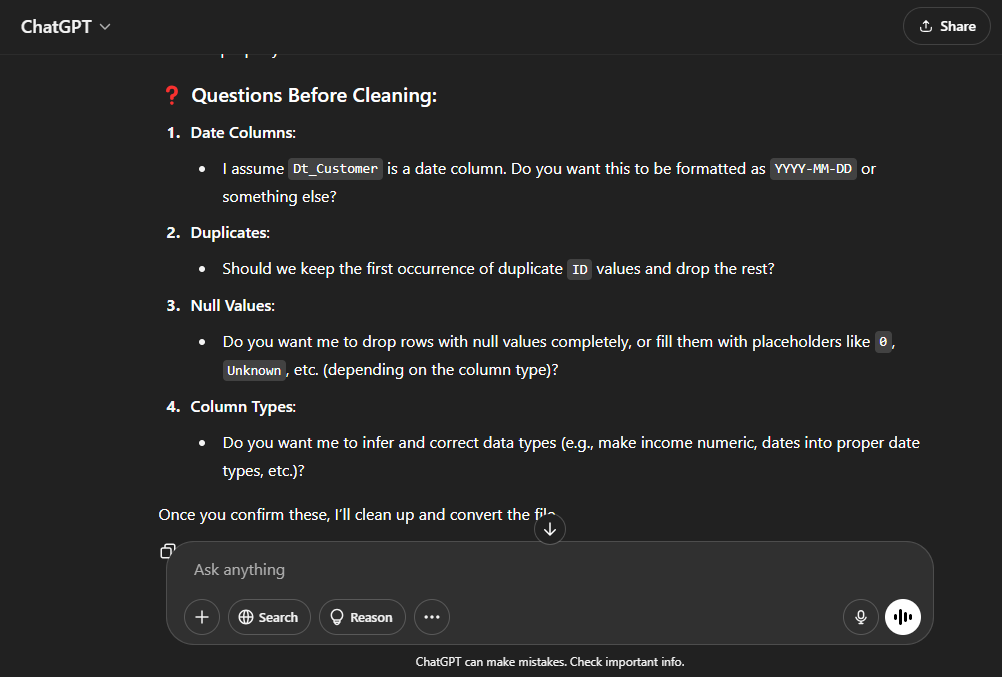 ChatGPT
Share
❓ Questions Before Cleaning:
1. Date Columns:
• I assume Dt_Customer is a date column. Do you want this to be formatted as YYYY-MM-DD or
something else?
2. Duplicates:
• Should we keep the first occurrence of duplicate ID values and drop the rest?
3. Null Values:
• Do you want me to drop rows with null values completely, or fill them with placeholders like 0,
Unknown, etc. (depending on the column type)?
4. Column Types:
• Do you want me to infer and correct data types (e.g., make income numeric, dates into proper date
types, etc.)?
Once you confirm these, I'll clean up and convert the file
Ask anything
Search
Reason
ChatGPT can make mistakes. Check important info.